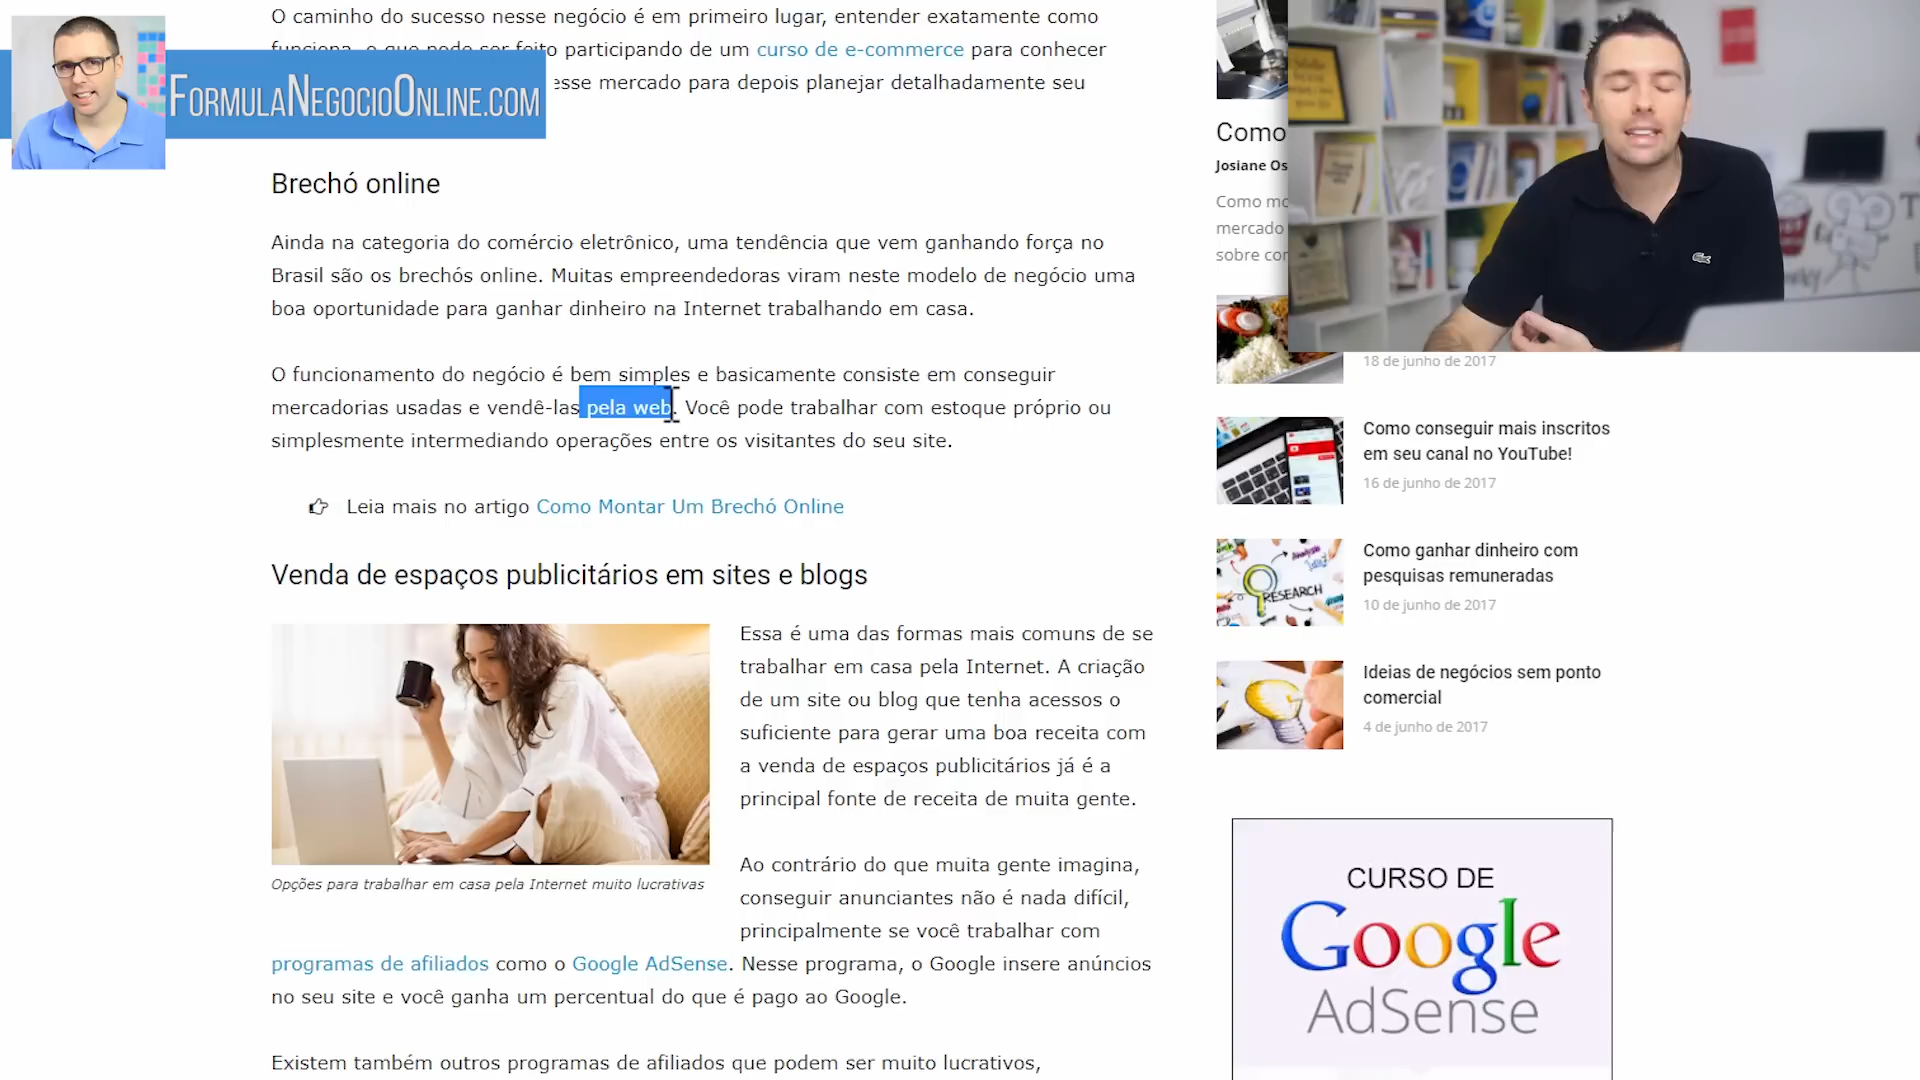 O caminho do sucesso nesse negócio é em primeiro lugar, entender exatamente como
participando de um curso de e-commerce para conhecer
esse mercado para depois planejar detalhadamente seu
FORMULANEGOCIOONLINE.COM
Brechó online
Ainda na categoria do comércio eletrônico, uma tendência que vem ganhando força no
Brasil são os brechós online. Muitas empreendedoras viram neste modelo de negócio uma
boa oportunidade para ganhar dinheiro na Internet trabalhando em casa.
O funcionamento do negócio é bem simples e basicamente consiste em conseguir
mercadorias usadas e vendê-las pela web. Você pode trabalhar com estoque próprio ou
simplesmente intermediando operações entre os visitantes do seu site.
Leia mais no artigo Como Montar Um Brechó Online
Venda de espaços publicitários em sites e blogs
Essa é uma das formas mais comuns de se
trabalhar em casa pela Internet. A criação
de um site ou blog que tenha acessos o
suficiente para gerar uma boa receita com
a venda de espaços publicitários já é a
principal fonte de receita de muita gente.
Opções para trabalhar em casa pela Internet muito lucrativas
Ao contrário do que muita gente imagina,
conseguir anunciantes não é nada difícil,
principalmente se você trabalhar com
programas de afiliados como o Google AdSense. Nesse programa, o Google insere anúncios
no seu site e você ganha um percentual do que é pago ao Google.
Existem também outros programas de afiliados que podem ser muito lucrativos,
Como
Josiane Os
Como mo
mercado
sobre co
18 de junho de 2017
Como conseguir mais inscritos
em seu canal no YouTube!
16 de junho de 2017
RESEARCH
Como ganhar dinheiro com
pesquisas remuneradas
10 de junho de 2017
Ideias de negócios sem ponto
comercial
4 de junho de 2017
CURSO DE
Google
AdSense